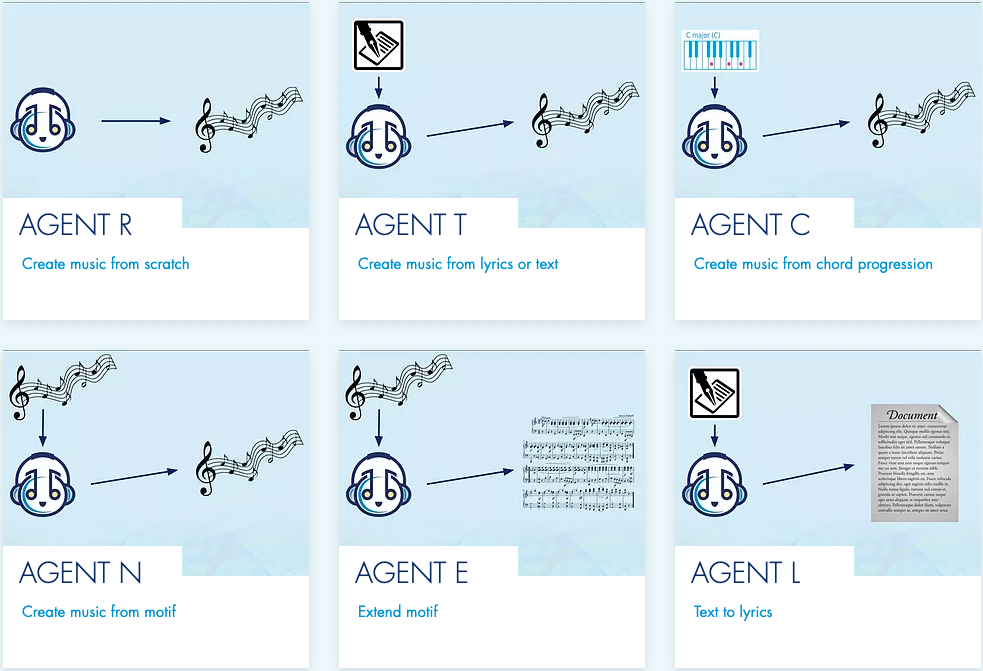 C major (C)
AGENT R
Create music from scratch
AGENT T
Create music from lyrics or text
AGENT C
Create music from chord progression
Document
AGENT N
Create music from motif
AGENT E
Extend motif
AGENT L
Text to lyrics